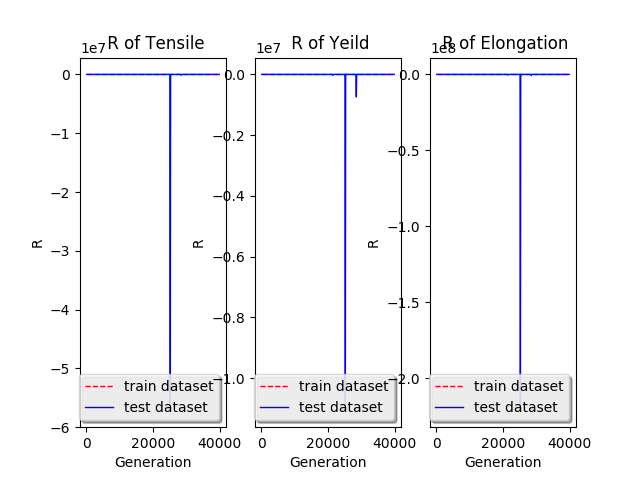 R of Tensile
R of Yeild
R of Elongation
1e7
1e7
1e8
0
−1
−2
−3
−4
−5
−6
R
0
20000
40000
Generation
train dataset
test dataset
0.0
−0.2
−0.4
−0.6
−0.8
−1.0
R
0
20000
40000
Generation
train dataset
test dataset
0.0
−0.5
−1.0
−1.5
−2.0
R
0
20000
40000
Generation
train dataset
test dataset